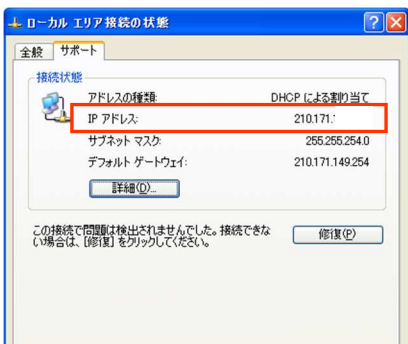 ローカル エリア接続の状態
全般 サポート
接続状態
アドレスの種類: DHCP による割り当て
IP アドレス: 210.171.
サブネット マスク: 255.255.254.0
デフォルト ゲートウェイ: 210.171.149.254
詳細(D)...
この接続で問題は検出されませんでした。接続できな
い場合は、[修復] をクリックしてください。
修復(P)